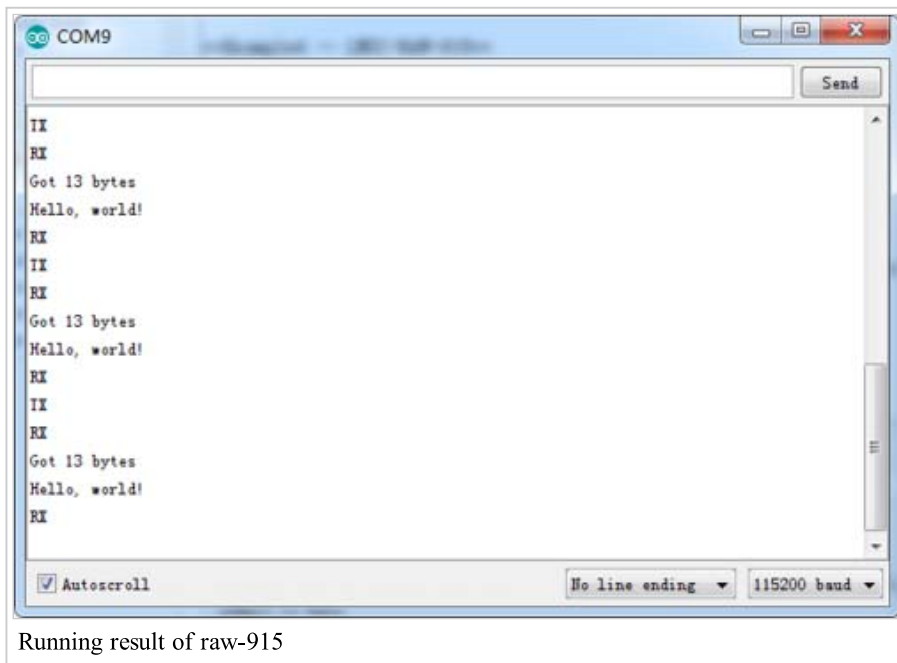 COM9
Send
TX
RX
Got 13 bytes
Hello, world!
RX
TX
RX
Got 13 bytes
Hello, world!
RX
TX
RX
Got 13 bytes
Hello, world!
RX
Autoscroll
No line ending
115200 baud
Running result of raw-915